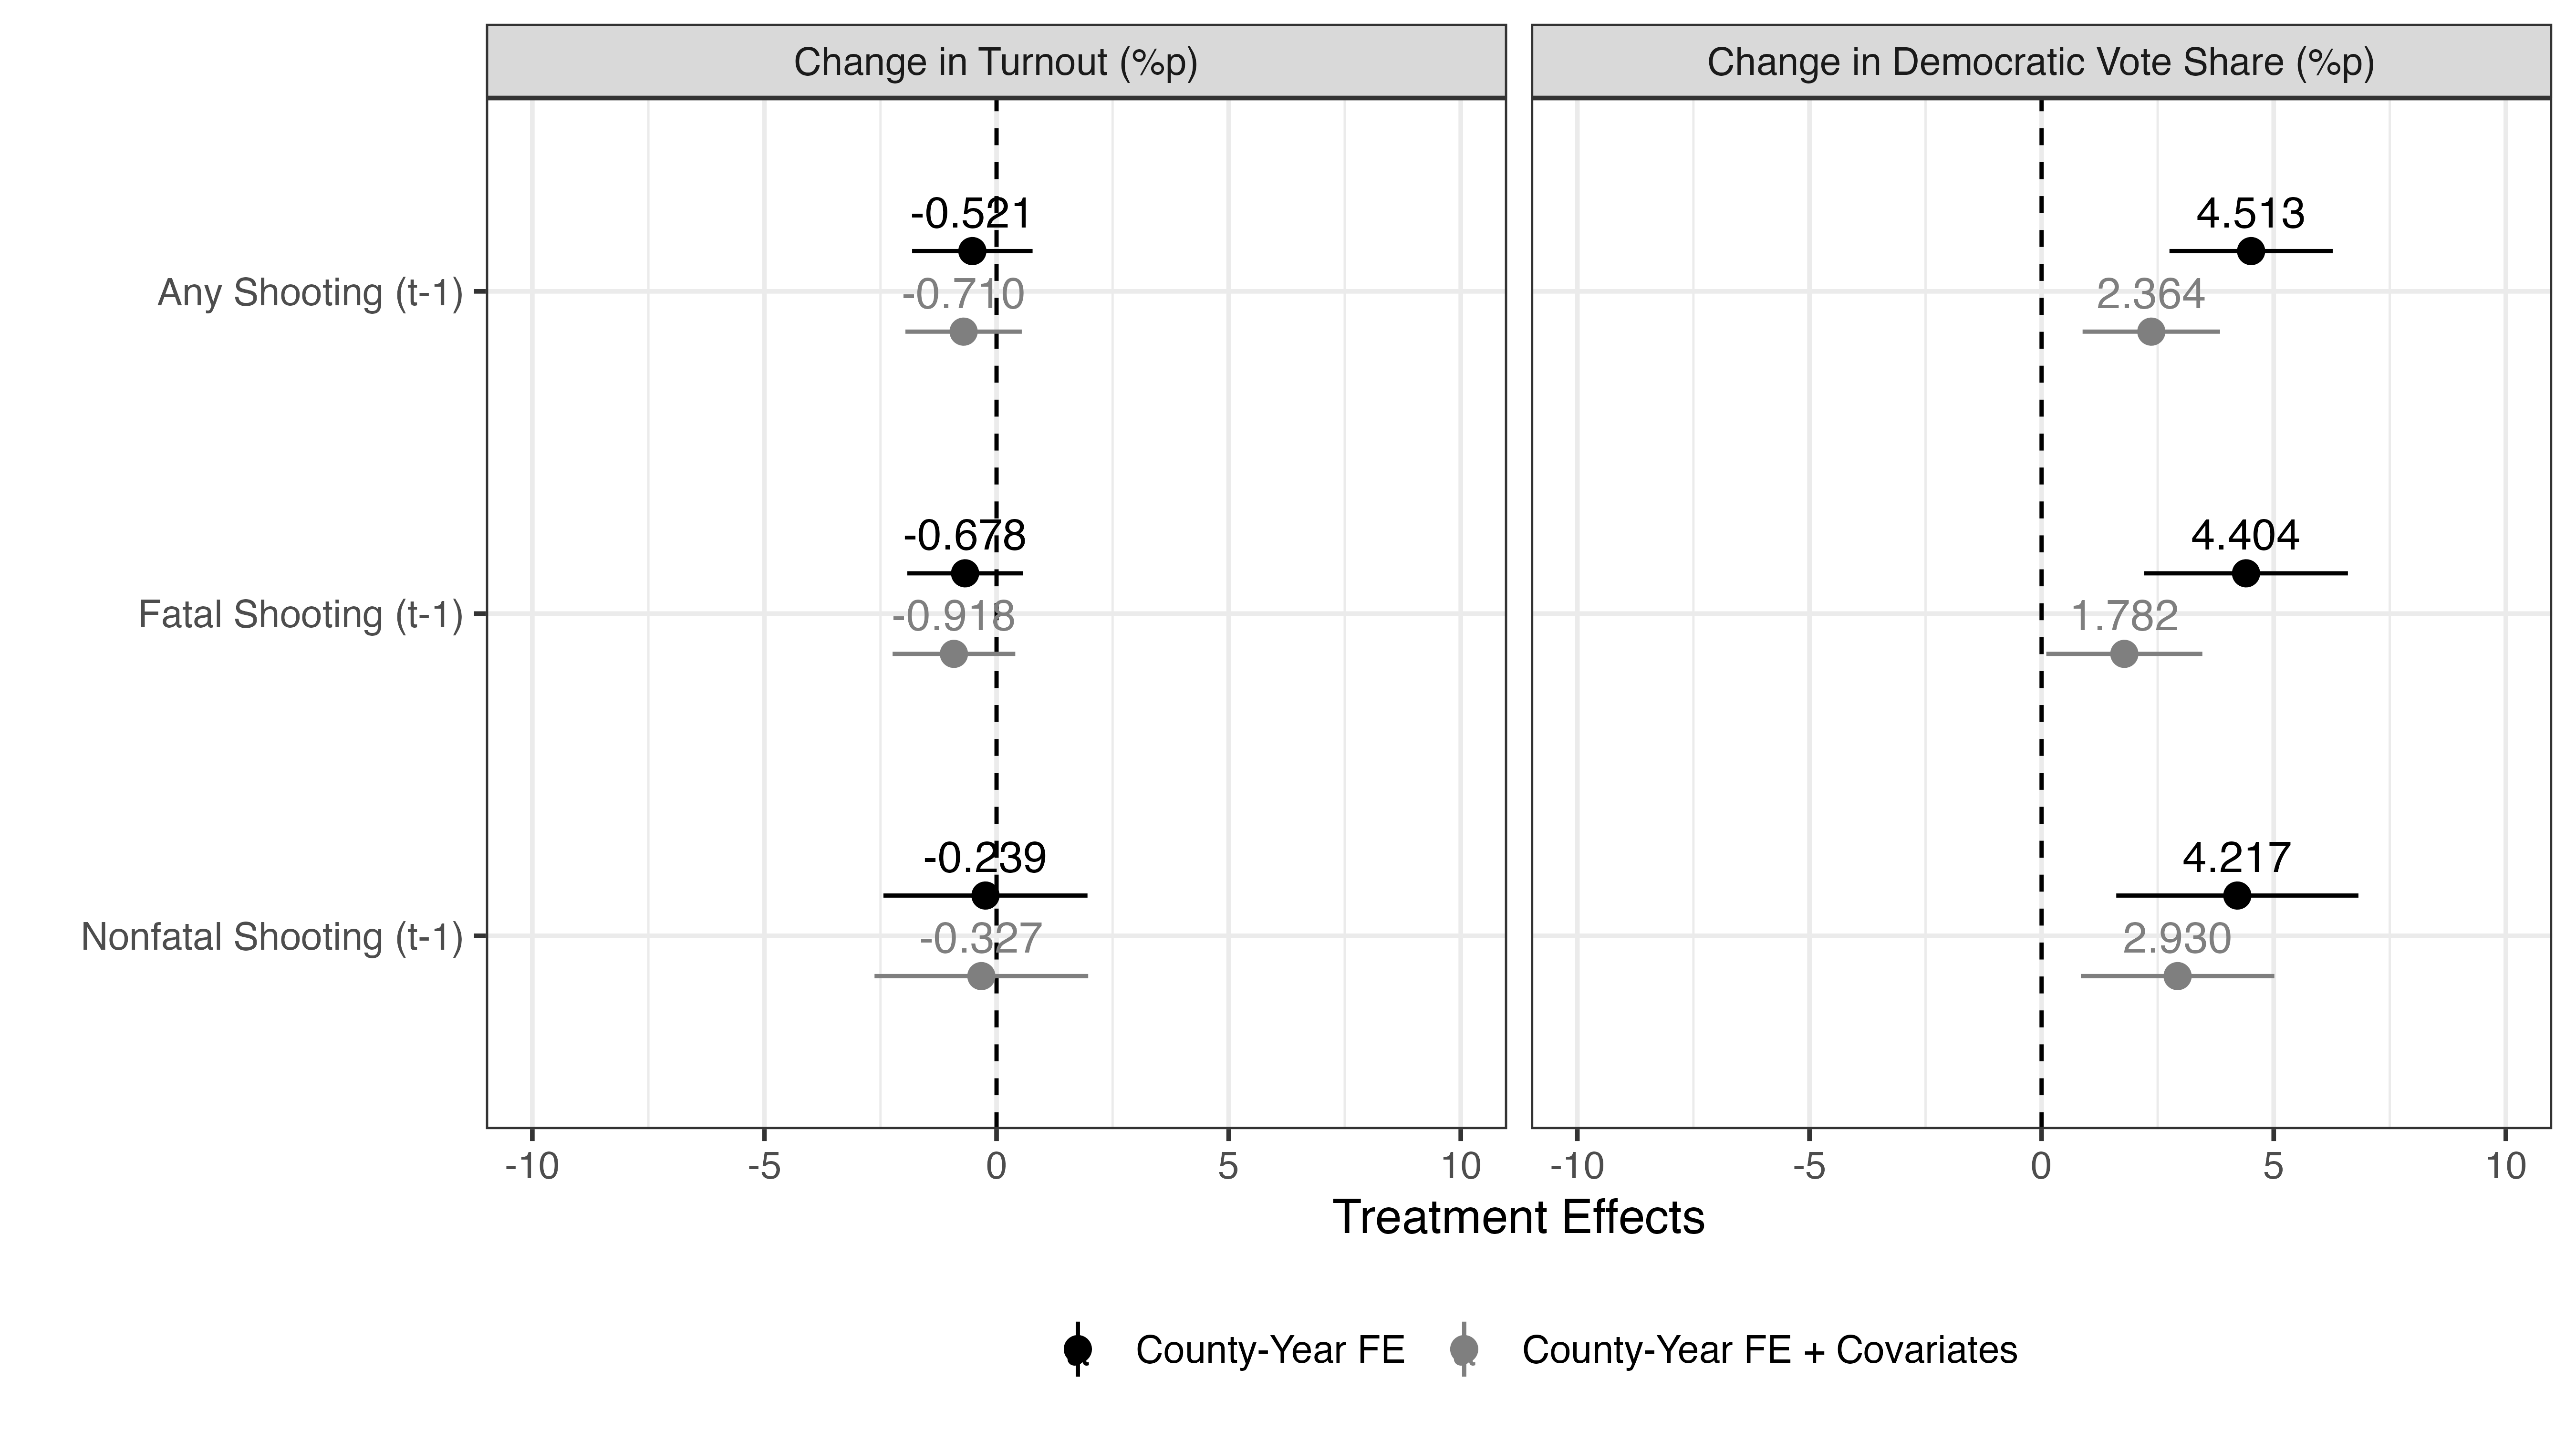 Change in Turnout (%p)
Change in Democratic Vote Share (%p)
Any Shooting (t-1)
-0.521
-0.710
4.513
2.364
Fatal Shooting (t-1)
-0.678
-0.918
4.404
1.782
Nonfatal Shooting (t-1)
-0.239
-0.327
4.217
2.930
-10 -5 0 5 10
-10 -5 0 5 10
Treatment Effects
County-Year FE
County-Year FE + Covariates